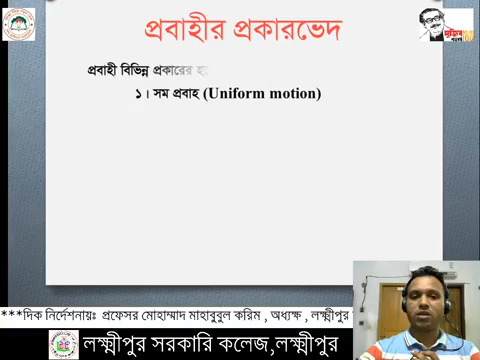 প্রবাহীর প্রকারভেদ
প্রবাহী বিভিন্ন প্রকারের
১। সম প্রবাহ (Uniform motion)
***দিক নির্দেশনায়ঃ প্রফেসর মোহাম্মাদ মাহাবুবুল করিম , অধ্যক্ষ , লক্ষ্মীপুর
লক্ষ্মীপুর সরকারি কলেজ,লক্ষ্মীপুর